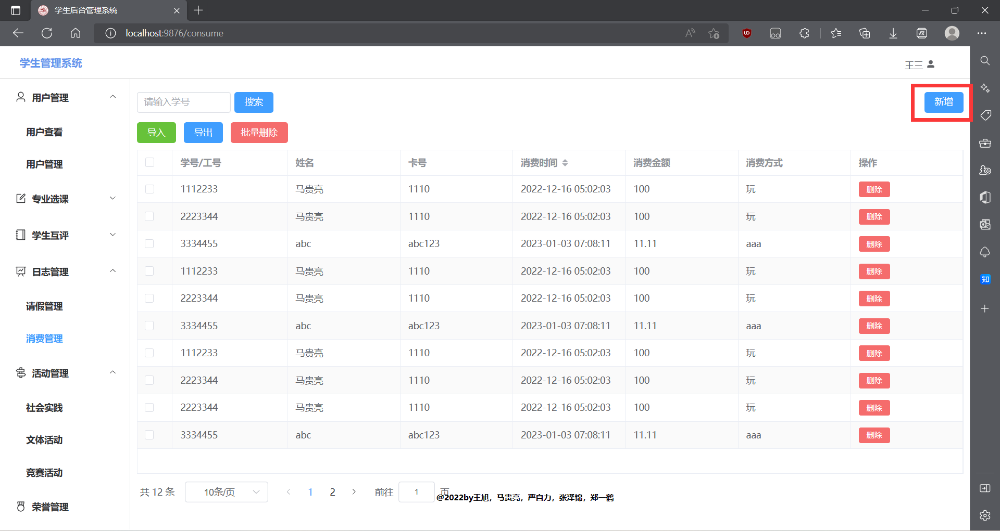 学生后台管理系统
localhost:9876/consume
学生管理系统
王三
用户管理
用户查看
用户管理
专业选课
学生互评
日志管理
请假管理
消费管理
活动管理
社会实践
文体活动
竞赛活动
荣誉管理
请输入学号 搜索 新增
导入 导出 批量删除
学号/工号 姓名 卡号 消费时间 消费金额 消费方式 操作
1112233 马贵亮 1110 2022-12-16 05:02:03 100 玩 删除
2223344 马贵亮 1110 2022-12-16 05:02:03 100 玩 删除
3334455 abc abc123 2023-01-03 07:08:11 11.11 aaa 删除
1112233 马贵亮 1110 2022-12-16 05:02:03 100 玩 删除
2223344 马贵亮 1110 2022-12-16 05:02:03 100 玩 删除
3334455 abc abc123 2023-01-03 07:08:11 11.11 aaa 删除
1112233 马贵亮 1110 2022-12-16 05:02:03 100 玩 删除
2223344 马贵亮 1110 2022-12-16 05:02:03 100 玩 删除
2223344 马贵亮 1110 2022-12-16 05:02:03 100 玩 删除
3334455 abc abc123 2023-01-03 07:08:11 11.11 aaa 删除
共 12 条 10条/页 1 2 前往 1 页
@2022by王旭，马贵亮，严自力，张泽锦，郑一鹤
知